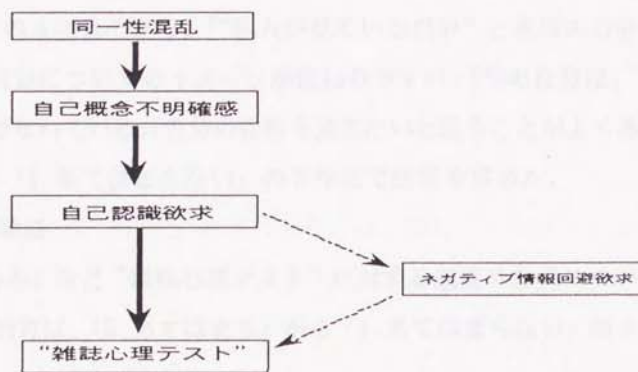 同一性混乱
自己概念不明確感
自己認識欲求
ネガティブ情報回避欲求
“雑誌心理テスト”